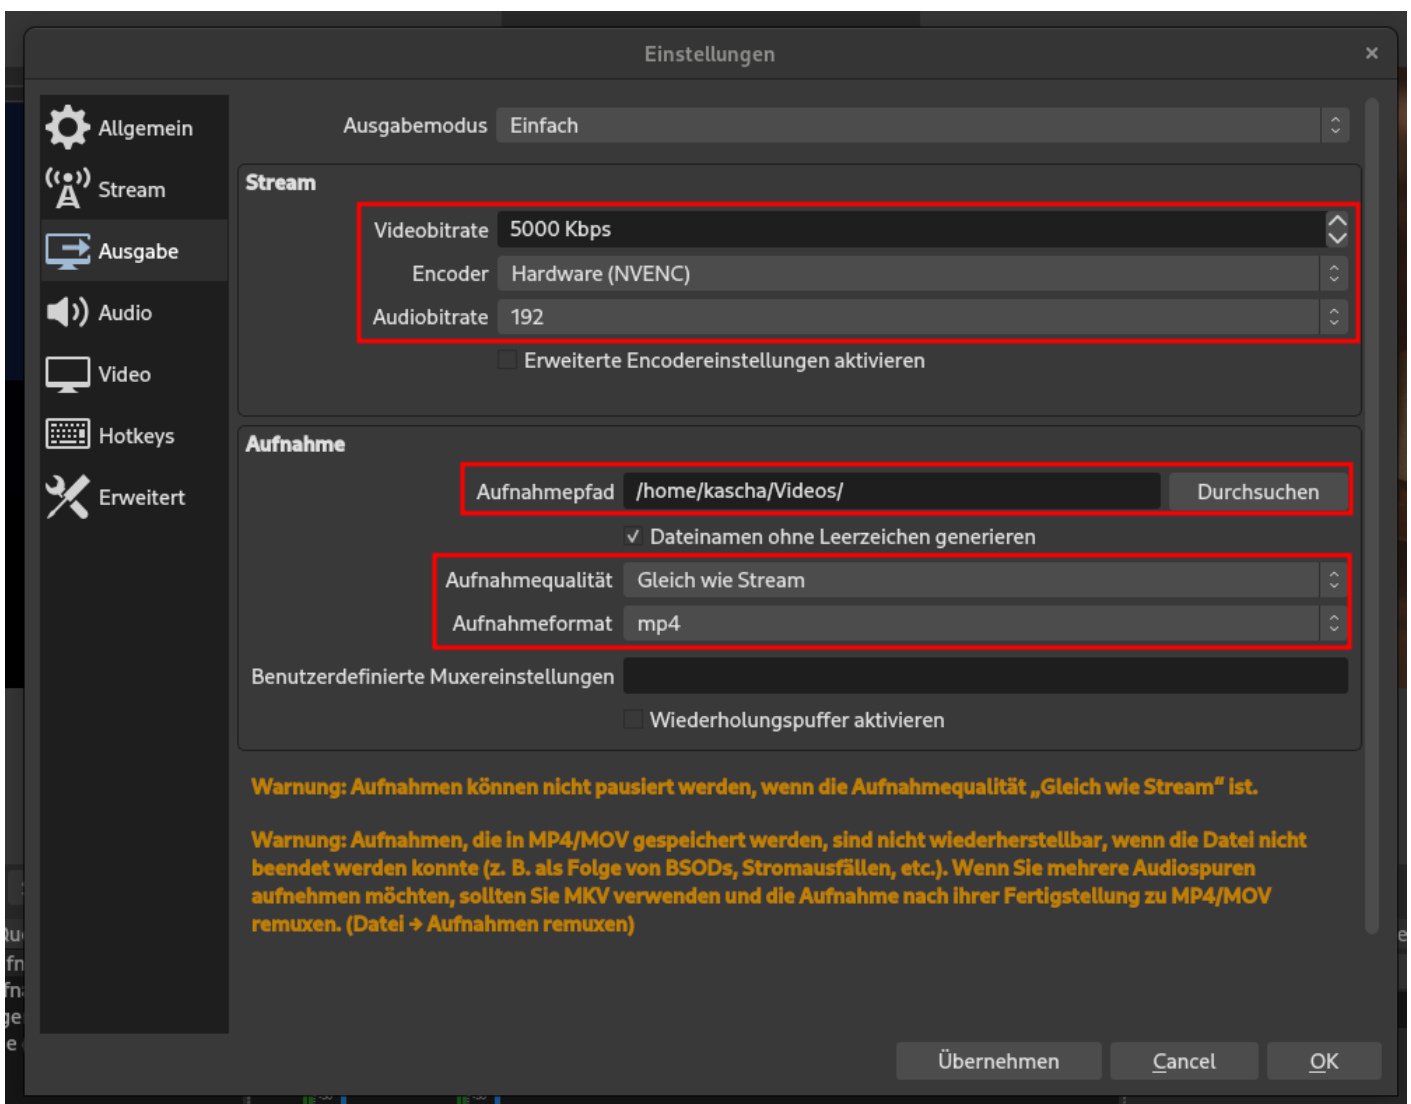 Einstellungen
×
Allgemein
Stream
Ausgabe
Audio
Video
Hotkeys
Erweitert
Ausgabemodus Einfach
Stream
Videobitrate 5000 Kbps
Encoder Hardware (NVENC)
Audiobitrate 192
Erweiterte Encodereinstellungen aktivieren
Aufnahme
Aufnahmepfad /home/kascha/Videos/ Durchsuchen
Dateinamen ohne Leerzeichen generieren
Aufnahmequalität Gleich wie Stream
Aufnahmeformat mp4
Benutzerdefinierte Muxereinstellungen
Wiederholungspuffer aktivieren
Warnung: Aufnahmen können nicht pausiert werden, wenn die Aufnahmequalität „Gleich wie Stream“ ist.
Warnung: Aufnahmen, die in MP4/MOV gespeichert werden, sind nicht wiederherstellbar, wenn die Datei nicht
beendet werden konnte (z. B. als Folge von BSODs, Stromausfällen, etc.). Wenn Sie mehrere Audiospuren
aufnehmen möchten, sollten Sie MKV verwenden und die Aufnahme nach ihrer Fertigstellung zu MP4/MOV
remuxen. (Datei → Aufnahmen remuxen)
Übernehmen Cancel OK